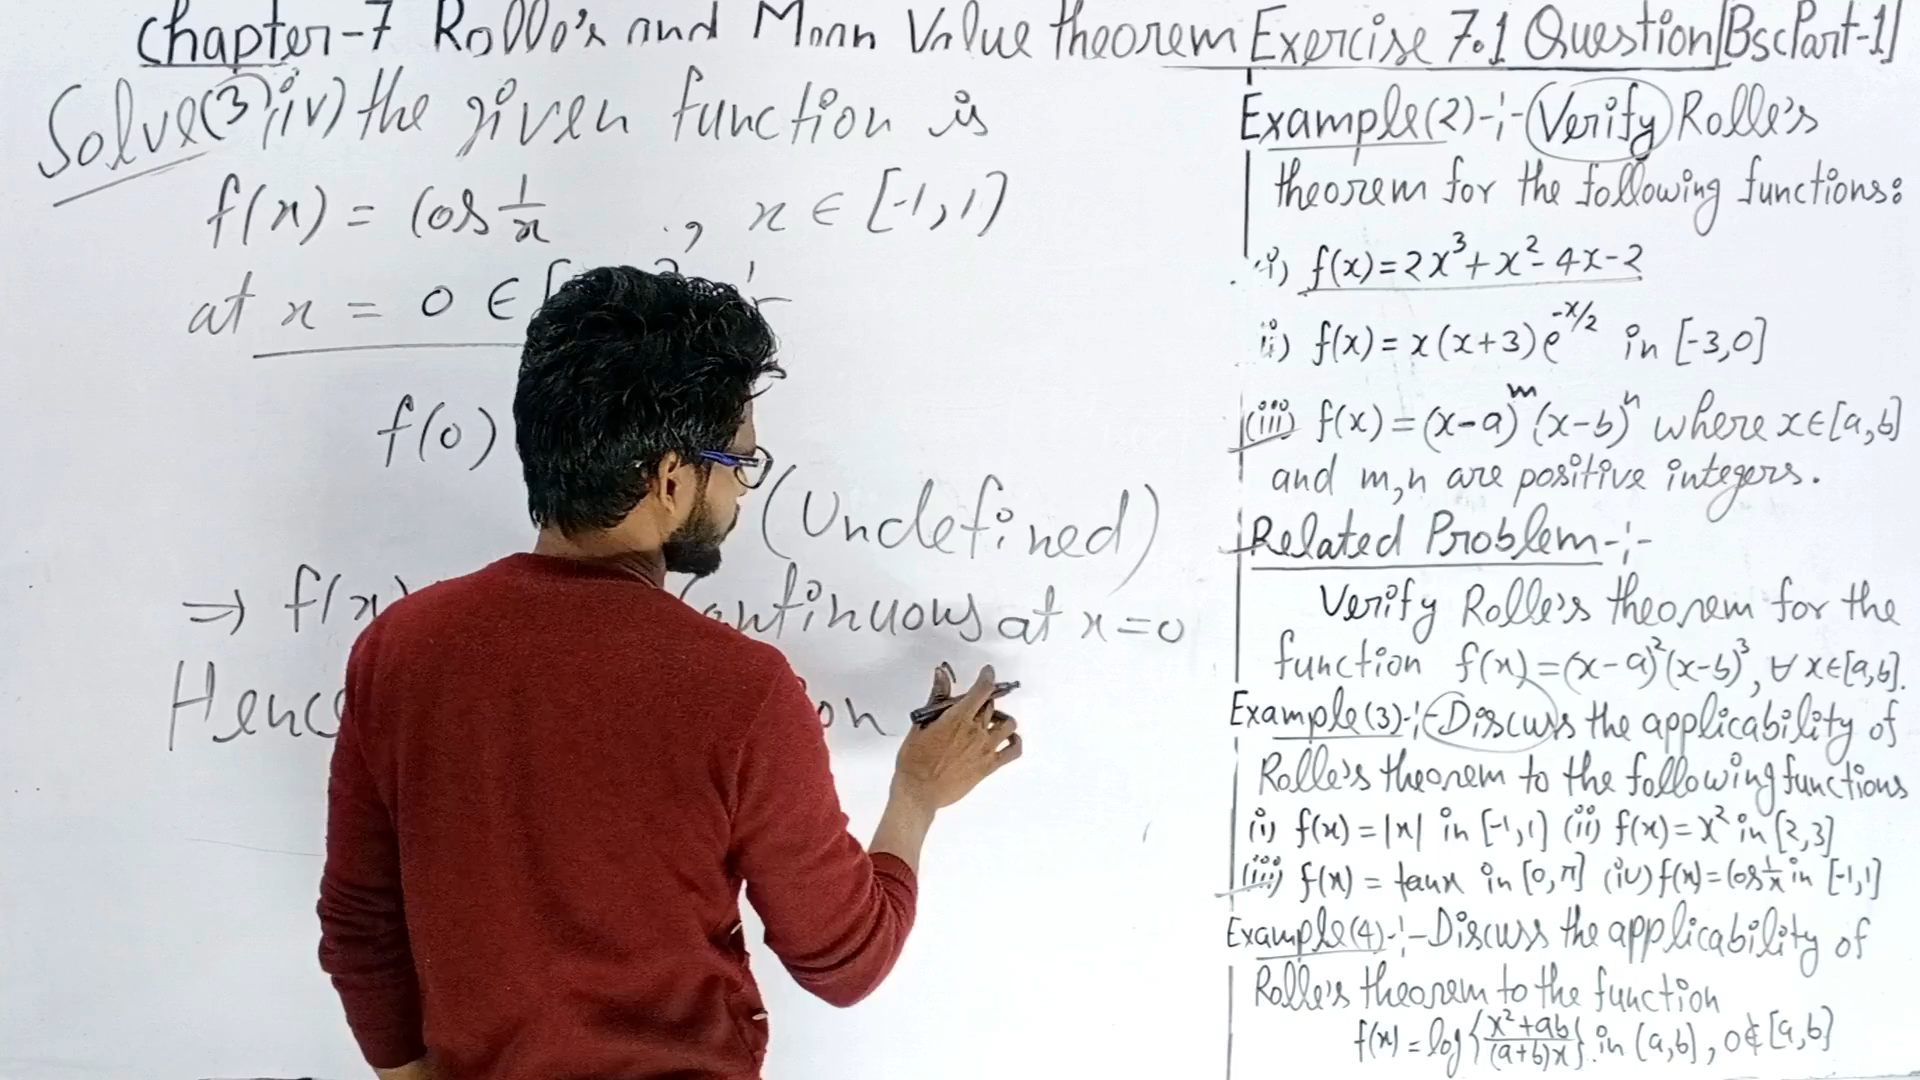 Chapter-7 Rolle's and Mean Value theorem Exercise 7.1 Question [Bsc Part-1]
Solve(3)(iv) the given function is
f(x) = Cos 1/x , x ∈ [-1,1]
at x = 0 ∈
f(0)
(Undefined)
⇒ f(x) Continuous at x=0
Hence
Example(2)-:- Verify Rolle's
theorem for the following functions:
(i) f(x)=2x³+x²-4x-2
ii) f(x)= x(x+3)e^{-x/2} in [-3,0]
(iii) f(x)=(x-a)^m (x-b)^n where x∈[a,b]
and m,n are positive integers.
Related Problem-:-
Verify Rolle's theorem for the
function f(x)=(x-a)²(x-b)³, ∀ x∈[a,b].
Example(3)-:- Discuss the applicability of
Rolle's theorem to the following functions
(i) f(x)=|x| in [-1,1] (ii) f(x)=x² in [2,3]
(iii) f(x) = tanx in [0,π] (iv) f(x)=Cos 1/x in [-1,1]
Example(4)-:- Discuss the applicability of
Rolle's theorem to the function
f(x) = log{(x²+ab)/((a+b)x)} in [a,b], 0∉[a,b]